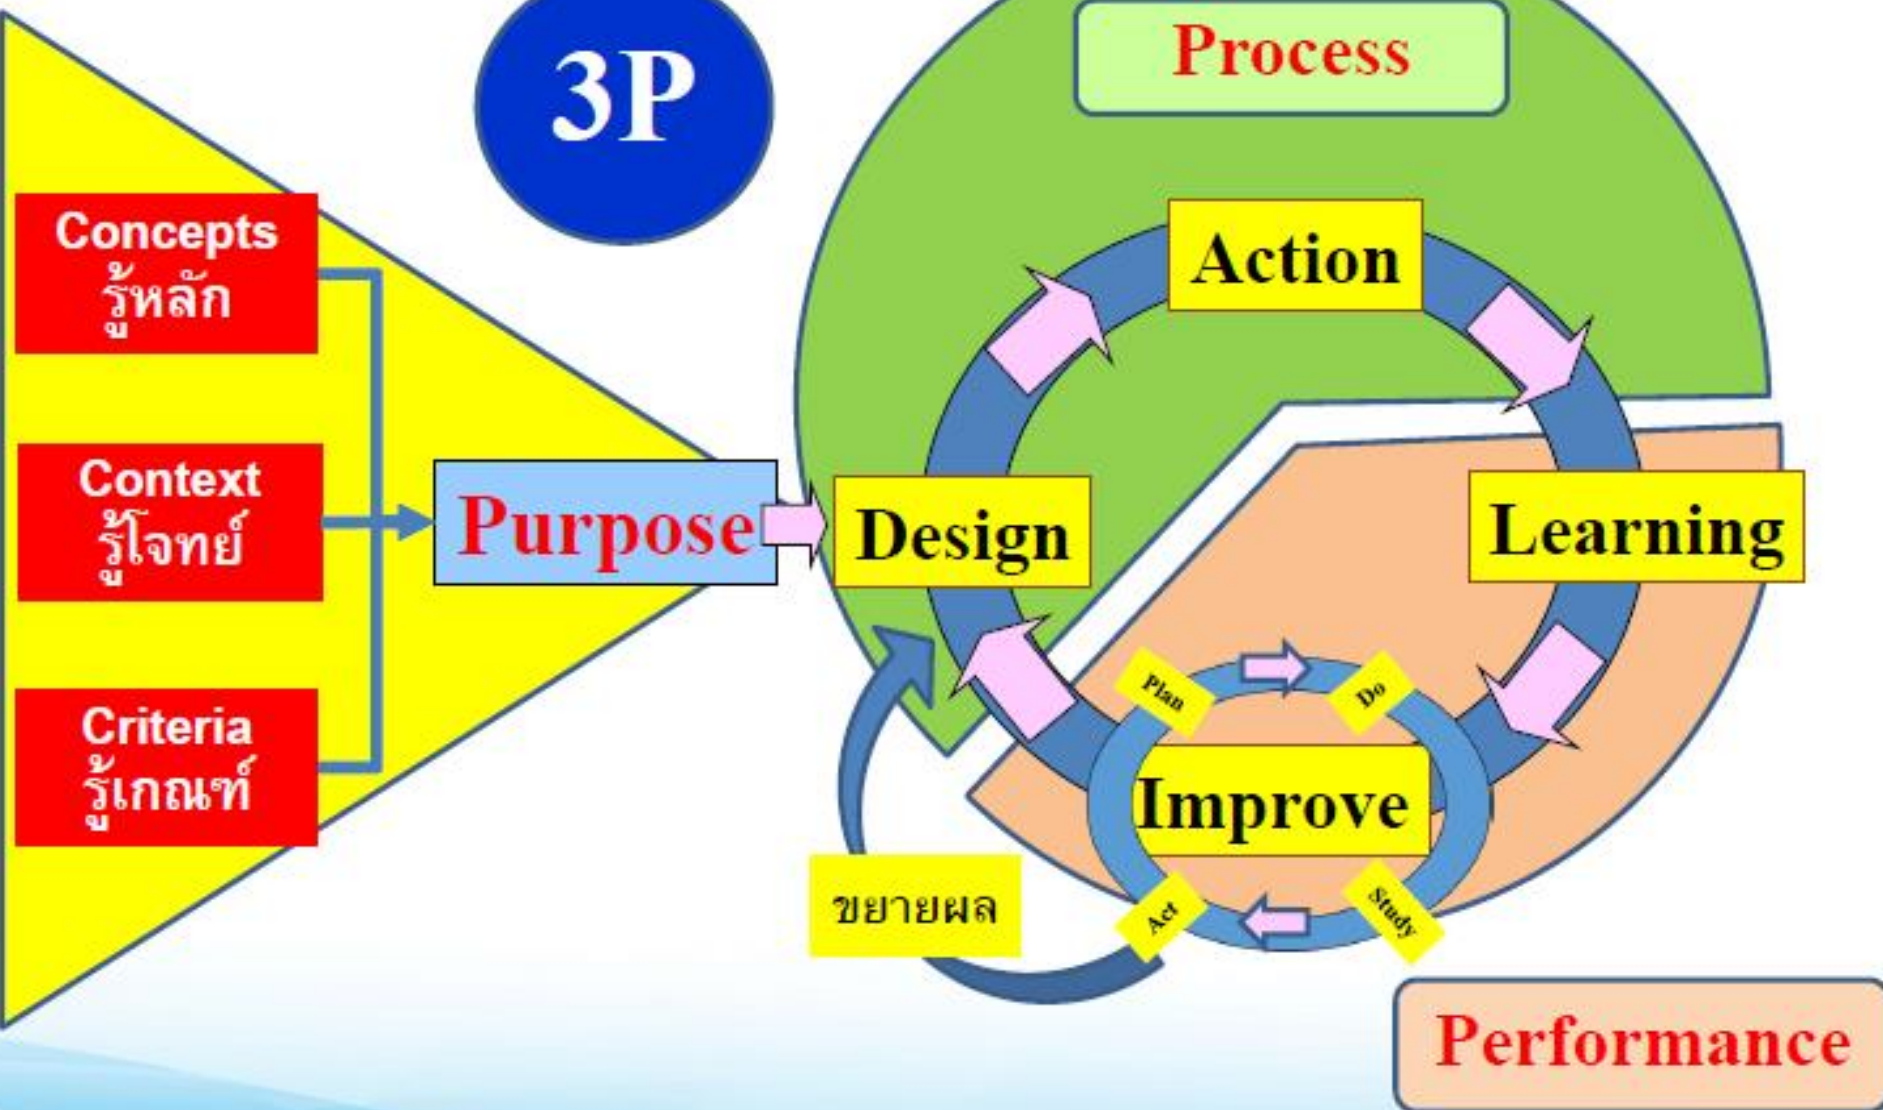 3P
Process
Concepts
รู้หลัก
Context
รู้โจทย์
Criteria
รู้เกณฑ์
Purpose
Design
Action
Learning
Improve
Plan
Do
Study
Act
ขยายผล
Performance